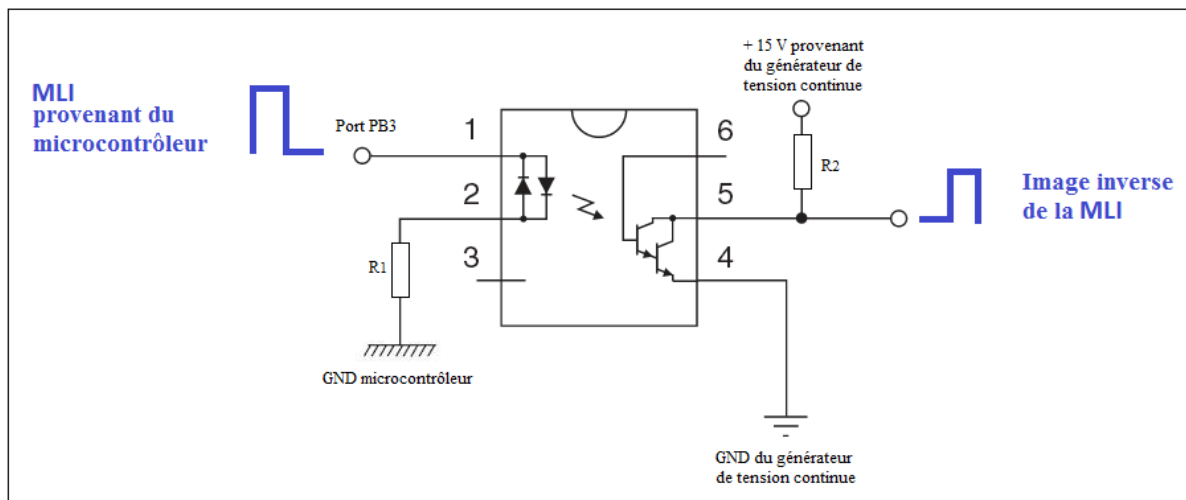 MLI
provenant du
microcontrôleur
Port PB3
1
2
3
R1
GND microcontrôleur
6
5
4
+ 15 V provenant
du générateur de
tension continue
R2
Image inverse
de la MLI
GND du générateur
de tension continue